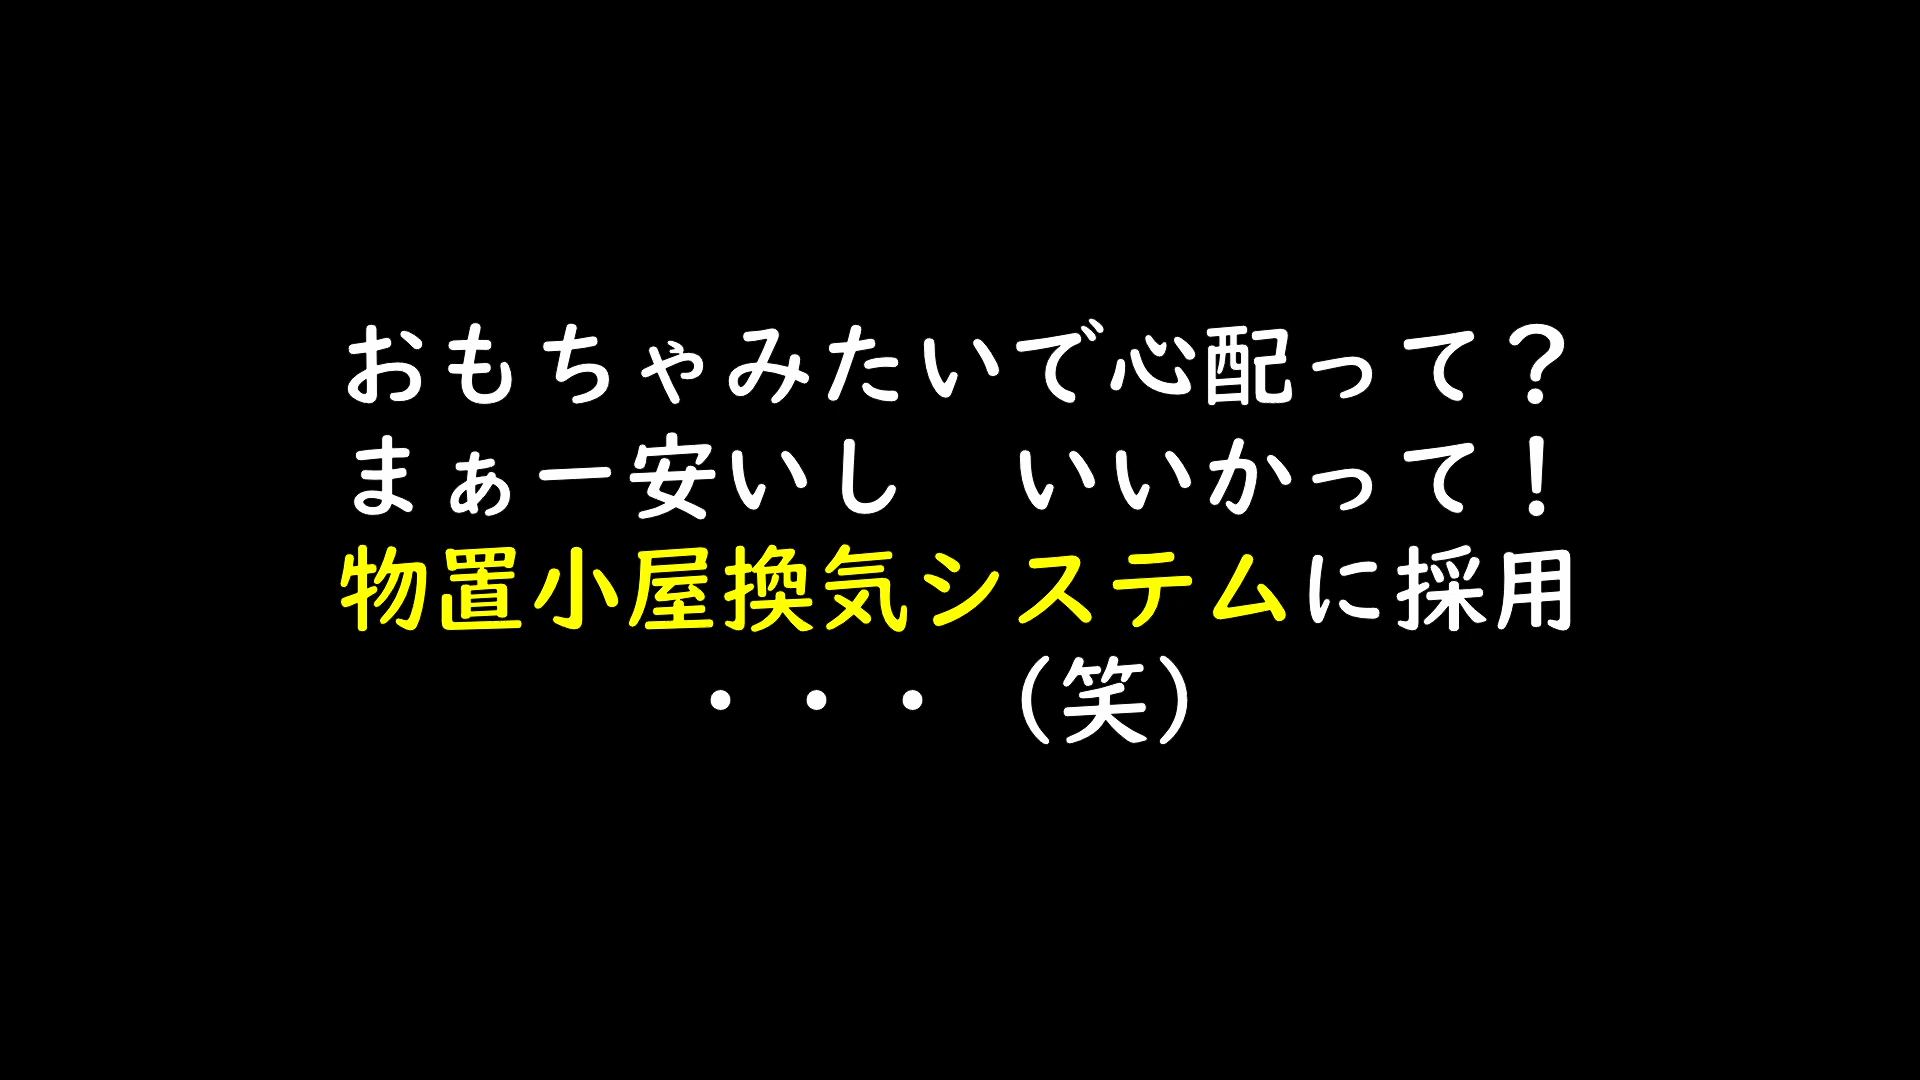 おもちゃみたいで心配って？
まぁー安いし　いいかって！
物置小屋換気システムに採用
・・・（笑）